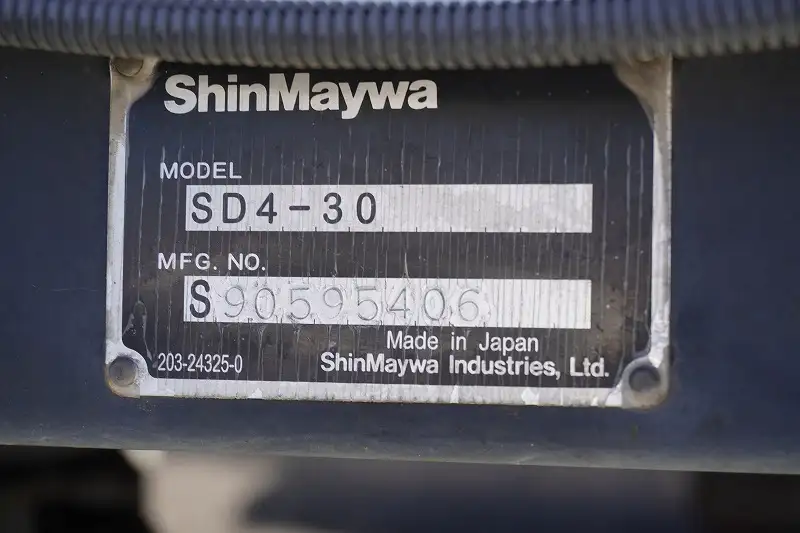 ShinMaywa
MODEL
SD4-30
MFG. NO.
S90595406
Made in Japan
203-24325-0 ShinMaywa Industries, Ltd.